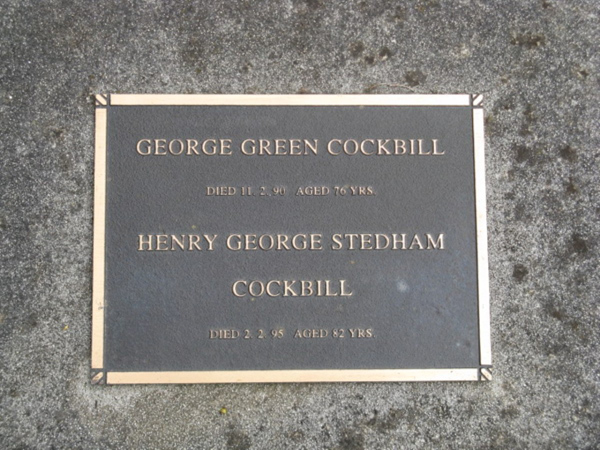 GEORGE GREEN COCKBILL
DIED 11. 2. 90 AGED 76 YRS.
HENRY GEORGE STEDHAM
COCKBILL
DIED 2. 2. 95 AGED 82 YRS.